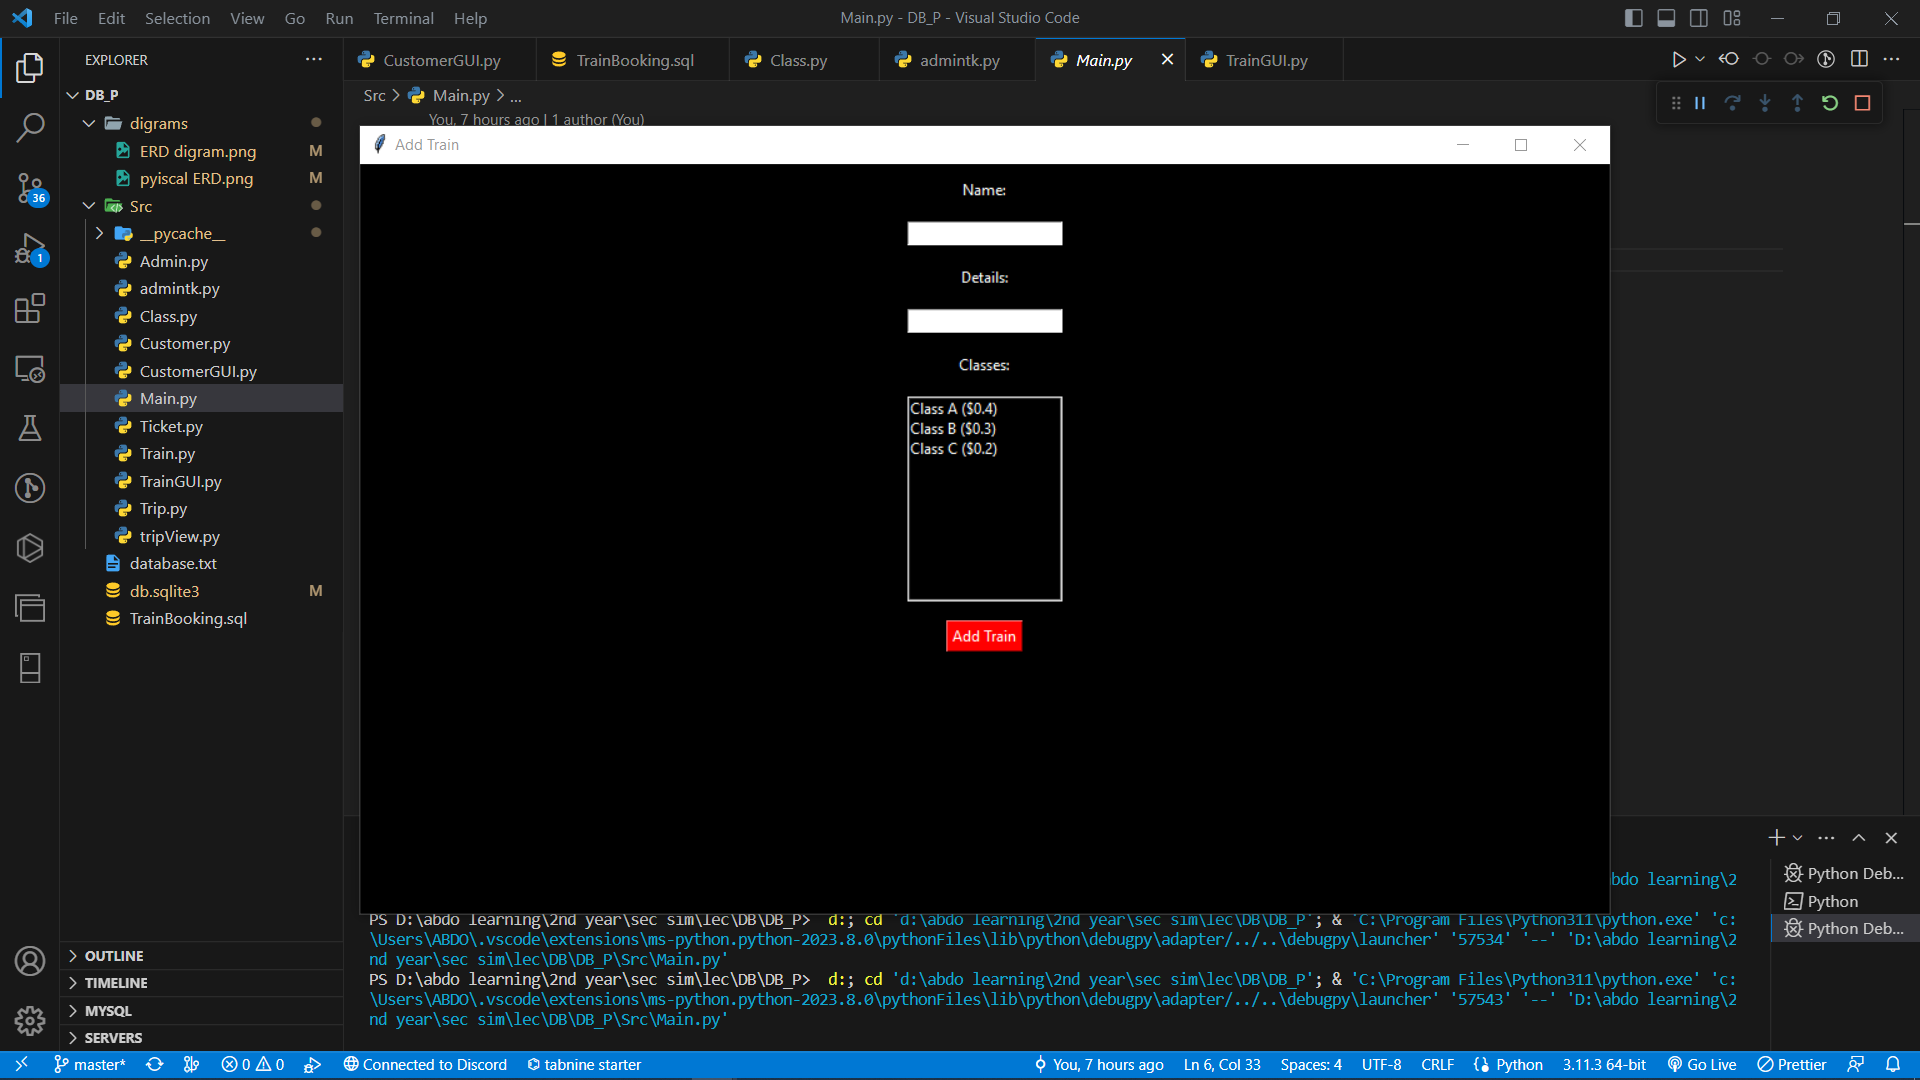 File Edit Selection View Go Run Terminal Help
Main.py - DB_P - Visual Studio Code
EXPLORER
CustomerGUI.py
TrainBooking.sql
Class.py
admintk.py
Main.py
TrainGUI.py
DB_P
digrams
ERD digram.png M
pyiscal ERD.png M
Src
__pycache__
Admin.py
admintk.py
Class.py
Customer.py
CustomerGUI.py
Main.py
Ticket.py
Train.py
TrainGUI.py
Trip.py
tripView.py
database.txt
db.sqlite3 M
TrainBooking.sql
36
1
Src > Main.py > ...
You, 7 hours ago | 1 author (You)
Add Train
Name:
Details:
Classes:
Class A ($0.4)
Class B ($0.3)
Class C ($0.2)
Add Train
bdo learning\2
PS D:\abdo learning\2nd year\sec sim\lec\DB\DB_P> d:; cd 'd:\abdo learning\2nd year\sec sim\lec\DB\DB_P'; & 'C:\Program Files\Python311\python.exe' 'c:
\Users\ABDO\.vscode\extensions\ms-python.python-2023.8.0\pythonFiles\lib\python\debugpy\adapter/../..\debugpy\launcher' '57534' '--' 'D:\abdo learning\2
nd year\sec sim\lec\DB\DB_P\Src\Main.py'
PS D:\abdo learning\2nd year\sec sim\lec\DB\DB_P> d:; cd 'd:\abdo learning\2nd year\sec sim\lec\DB\DB_P'; & 'C:\Program Files\Python311\python.exe' 'c:
\Users\ABDO\.vscode\extensions\ms-python.python-2023.8.0\pythonFiles\lib\python\debugpy\adapter/../..\debugpy\launcher' '57543' '--' 'D:\abdo learning\2
nd year\sec sim\lec\DB\DB_P\Src\Main.py'
Python Deb...
Python
Python Deb...
OUTLINE
TIMELINE
MYSQL
SERVERS
master* 0 0 Connected to Discord tabnine starter You, 7 hours ago Ln 6, Col 33 Spaces: 4 UTF-8 CRLF Python 3.11.3 64-bit Go Live Prettier